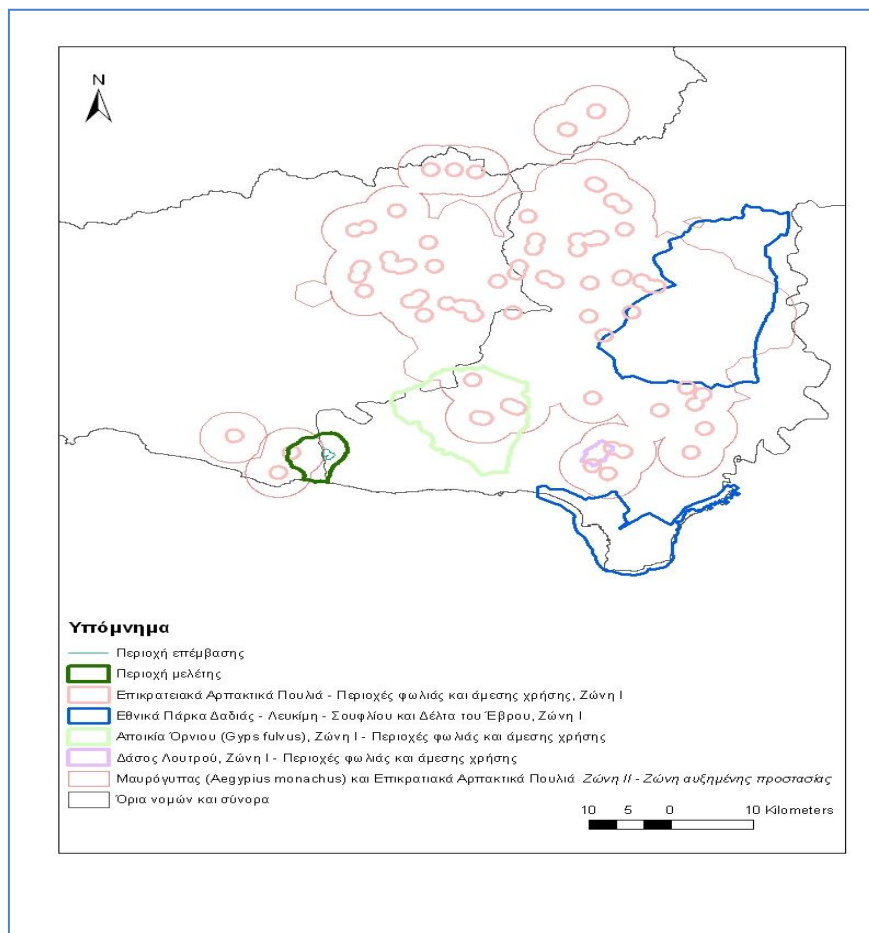 N
Υπόμνημα
Περιοχή επέμβασης
Περιοχή μελέτης
Επικρατειακά Αρπακτικά Πουλιά - Περιοχές φωλιάς και άμεσης χρήσης, Ζώνη Ι
Εθνικά Πάρκα Δαδιάς - Λευκίμη - Σουφλίου και Δέλτα του Έβρου, Ζώνη Ι
Αποικία Όρνιου (Gyps fulvus), Ζώνη Ι - Περιοχές φωλιάς και άμεσης χρήσης
Δάσος Λουτρού, Ζώνη Ι - Περιοχές φωλιάς και άμεσης χρήσης
Μαυρόγυπας (Aegypius monachus) και Επικρατιακά Αρπακτικά Πουλιά Ζώνη ΙΙ - Ζώνη αυξημένης προστασίας
Όρια νομών και σύνορα
10 5 0 10 Kilometers